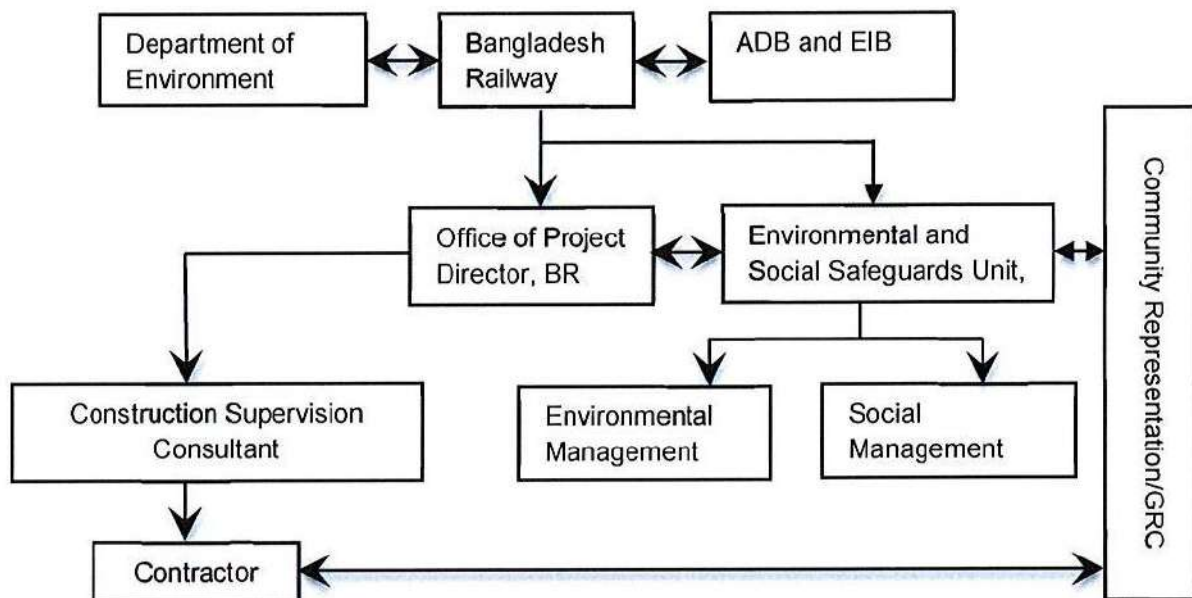 Department of
Environment
Bangladesh
Railway
ADB and EIB
Office of Project
Director, BR
Environmental and
Social Safeguards Unit,
Community Representation/GRC
Construction Supervision
Consultant
Environmental
Management
Social
Management
Contractor